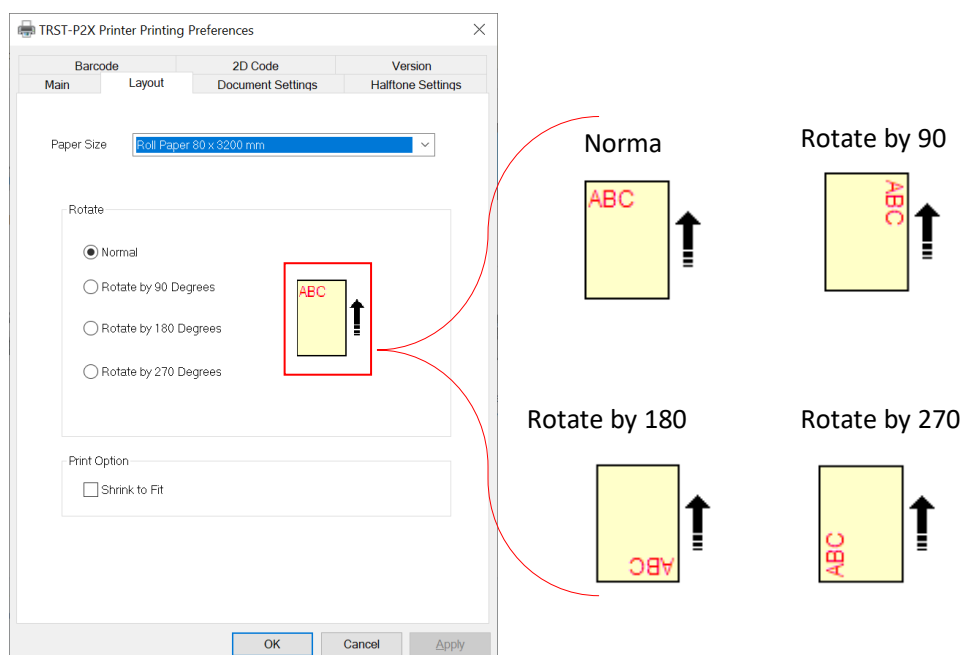 TRST-P2X Printer Printing Preferences
Barcode 2D Code Version
Main Layout Document Settings Halftone Settings
Paper Size Roll Paper 80 x 3200 mm
Rotate
Normal
Rotate by 90 Degrees
Rotate by 180 Degrees
Rotate by 270 Degrees
ABC
Print Option
Shrink to Fit
OK Cancel Apply
Norma
ABC
Rotate by 90
ABC
Rotate by 180
ABC
Rotate by 270
ABC